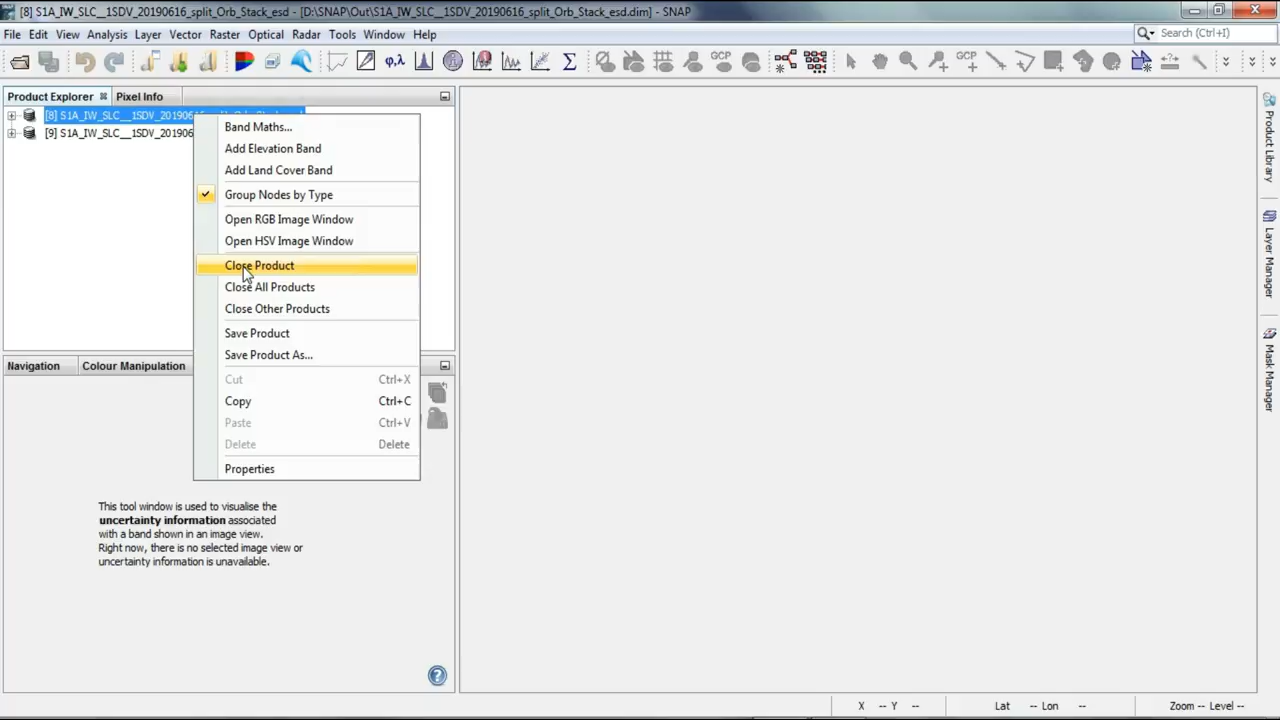 [8] S1A_IW_SLC__1SDV_20190616_split_Orb_Stack_esd - [D:\SNAP\Out\S1A_IW_SLC__1SDV_20190616_split_Orb_Stack_esd.dim] - SNAP
File Edit View Analysis Layer Vector Raster Optical Radar Tools Window Help
Search (Ctrl+I)
φ,λ Σ GCP GCP
Product Explorer Pixel Info
[8] S1A_IW_SLC__1SDV_20190616_split_Orb_Stack_esd
[9] S1A_IW_SLC__1SDV_201906
Band Maths...
Add Elevation Band
Add Land Cover Band
Group Nodes by Type
Open RGB Image Window
Open HSV Image Window
Close Product
Close All Products
Close Other Products
Save Product
Save Product As...
Cut Ctrl+X
Copy Ctrl+C
Paste Ctrl+V
Delete Delete
Properties
Navigation Colour Manipulation
This tool window is used to visualise the
uncertainty information associated
with a band shown in an image view.
Right now, there is no selected image view or
uncertainty information is unavailable.
Product Library
Layer Manager
Mask Manager
X -- Y -- Lat -- Lon -- Zoom -- Level --